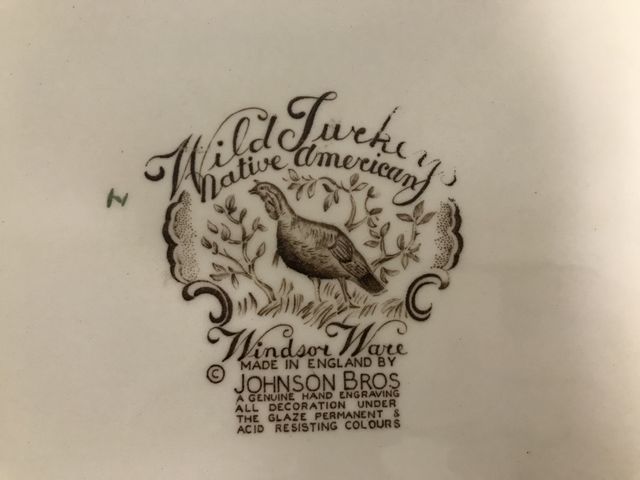 Wild Turkeys
Native American
Windsor Ware
MADE IN ENGLAND BY
© JOHNSON BROS
A GENUINE HAND ENGRAVING
ALL DECORATION UNDER
THE GLAZE PERMANENT &
ACID RESISTING COLOURS